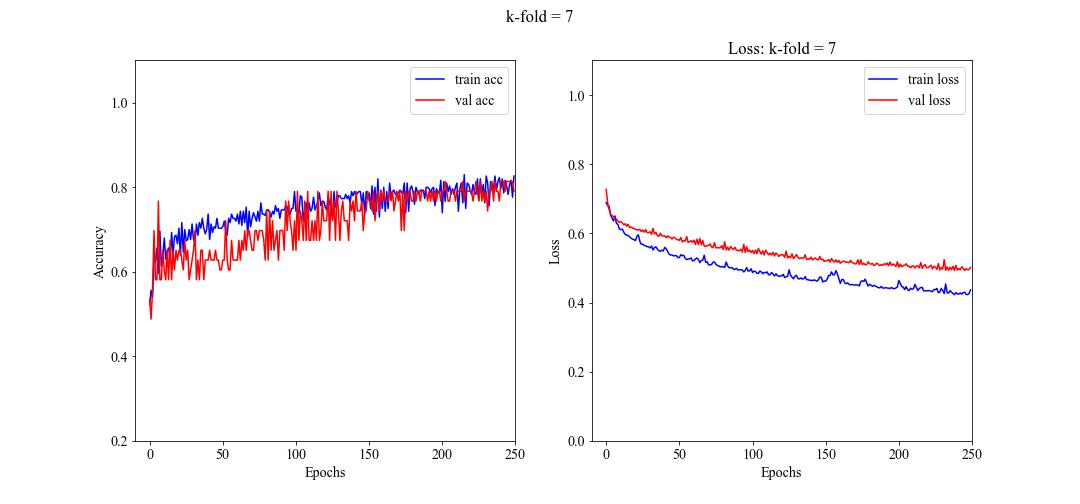 k-fold = 7
1.0
0.8
0.6
0.4
0.2
Accuracy
train acc
val acc
0
50
100
150
200
250
Epochs
Loss: k-fold = 7
1.0
0.8
0.6
0.4
0.2
0.0
Loss
train loss
val loss
0
50
100
150
200
250
Epochs